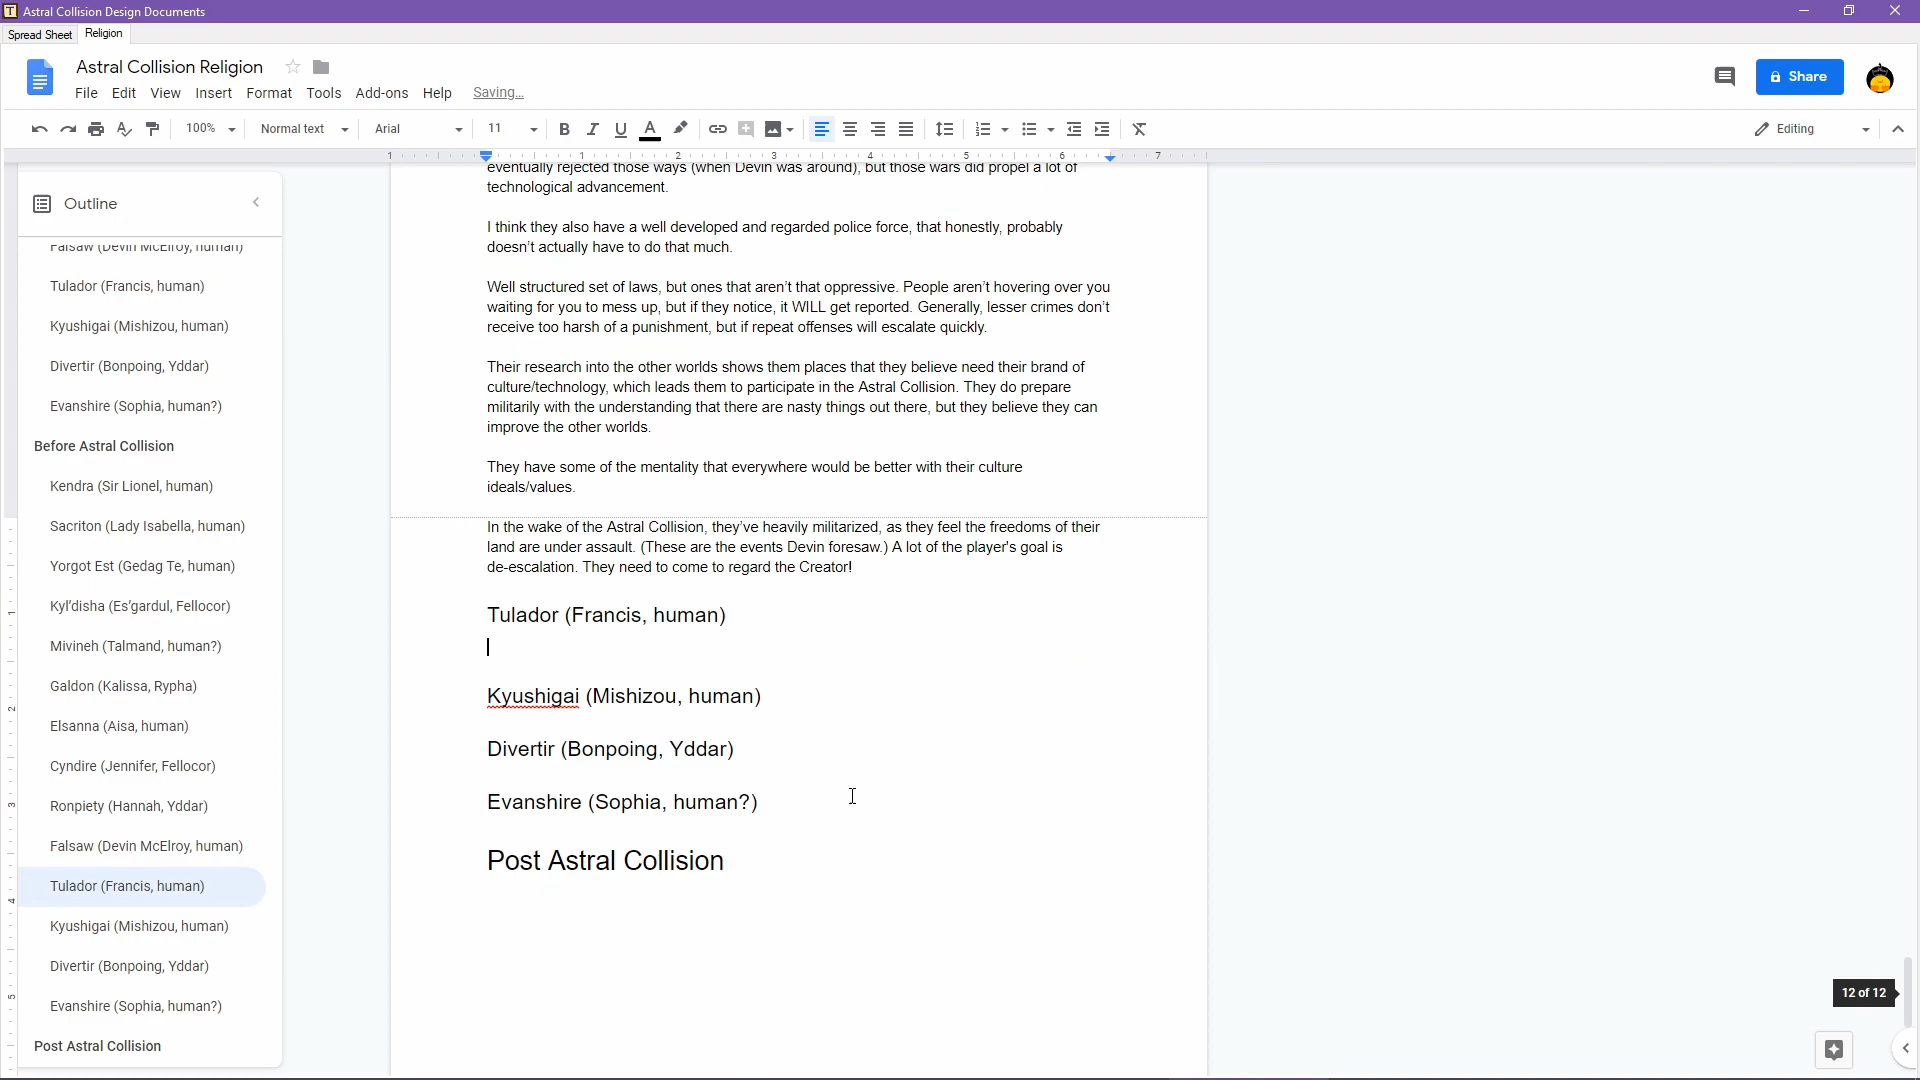 Astral Collision Design Documents
Spread Sheet Religion
Astral Collision Religion
Share
File Edit View Insert Format Tools Add-ons Help Saving...
100% Normal text Arial 11 Editing
1 1 2 3 4 5 6 7
Outline
Falsaw (Devin McElroy, human)
Tulador (Francis, human)
Kyushigai (Mishizou, human)
Divertir (Bonpoing, Yddar)
Evanshire (Sophia, human?)
Before Astral Collision
Kendra (Sir Lionel, human)
Sacriton (Lady Isabella, human)
Yorgot Est (Gedag Te, human)
Kyl'disha (Es'gardul, Fellocor)
Mivineh (Talmand, human?)
Galdon (Kalissa, Rypha)
Elsanna (Aisa, human)
Cyndire (Jennifer, Fellocor)
Ronpiety (Hannah, Yddar)
Falsaw (Devin McElroy, human)
Tulador (Francis, human)
Kyushigai (Mishizou, human)
Divertir (Bonpoing, Yddar)
Evanshire (Sophia, human?)
Post Astral Collision
1
2
3
4
5
eventually rejected those ways (when Devin was around), but those wars did propel a lot of
technological advancement.
I think they also have a well developed and regarded police force, that honestly, probably
doesn't actually have to do that much.
Well structured set of laws, but ones that aren't that oppressive. People aren't hovering over you
waiting for you to mess up, but if they notice, it WILL get reported. Generally, lesser crimes don't
receive too harsh of a punishment, but if repeat offenses will escalate quickly.
Their research into the other worlds shows them places that they believe need their brand of
culture/technology, which leads them to participate in the Astral Collision. They do prepare
militarily with the understanding that there are nasty things out there, but they believe they can
improve the other worlds.
They have some of the mentality that everywhere would be better with their culture
ideals/values.
In the wake of the Astral Collision, they've heavily militarized, as they feel the freedoms of their
land are under assault. (These are the events Devin foresaw.) A lot of the player's goal is
de-escalation. They need to come to regard the Creator!
Tulador (Francis, human)
Kyushigai (Mishizou, human)
Divertir (Bonpoing, Yddar)
Evanshire (Sophia, human?)
Post Astral Collision
12 of 12